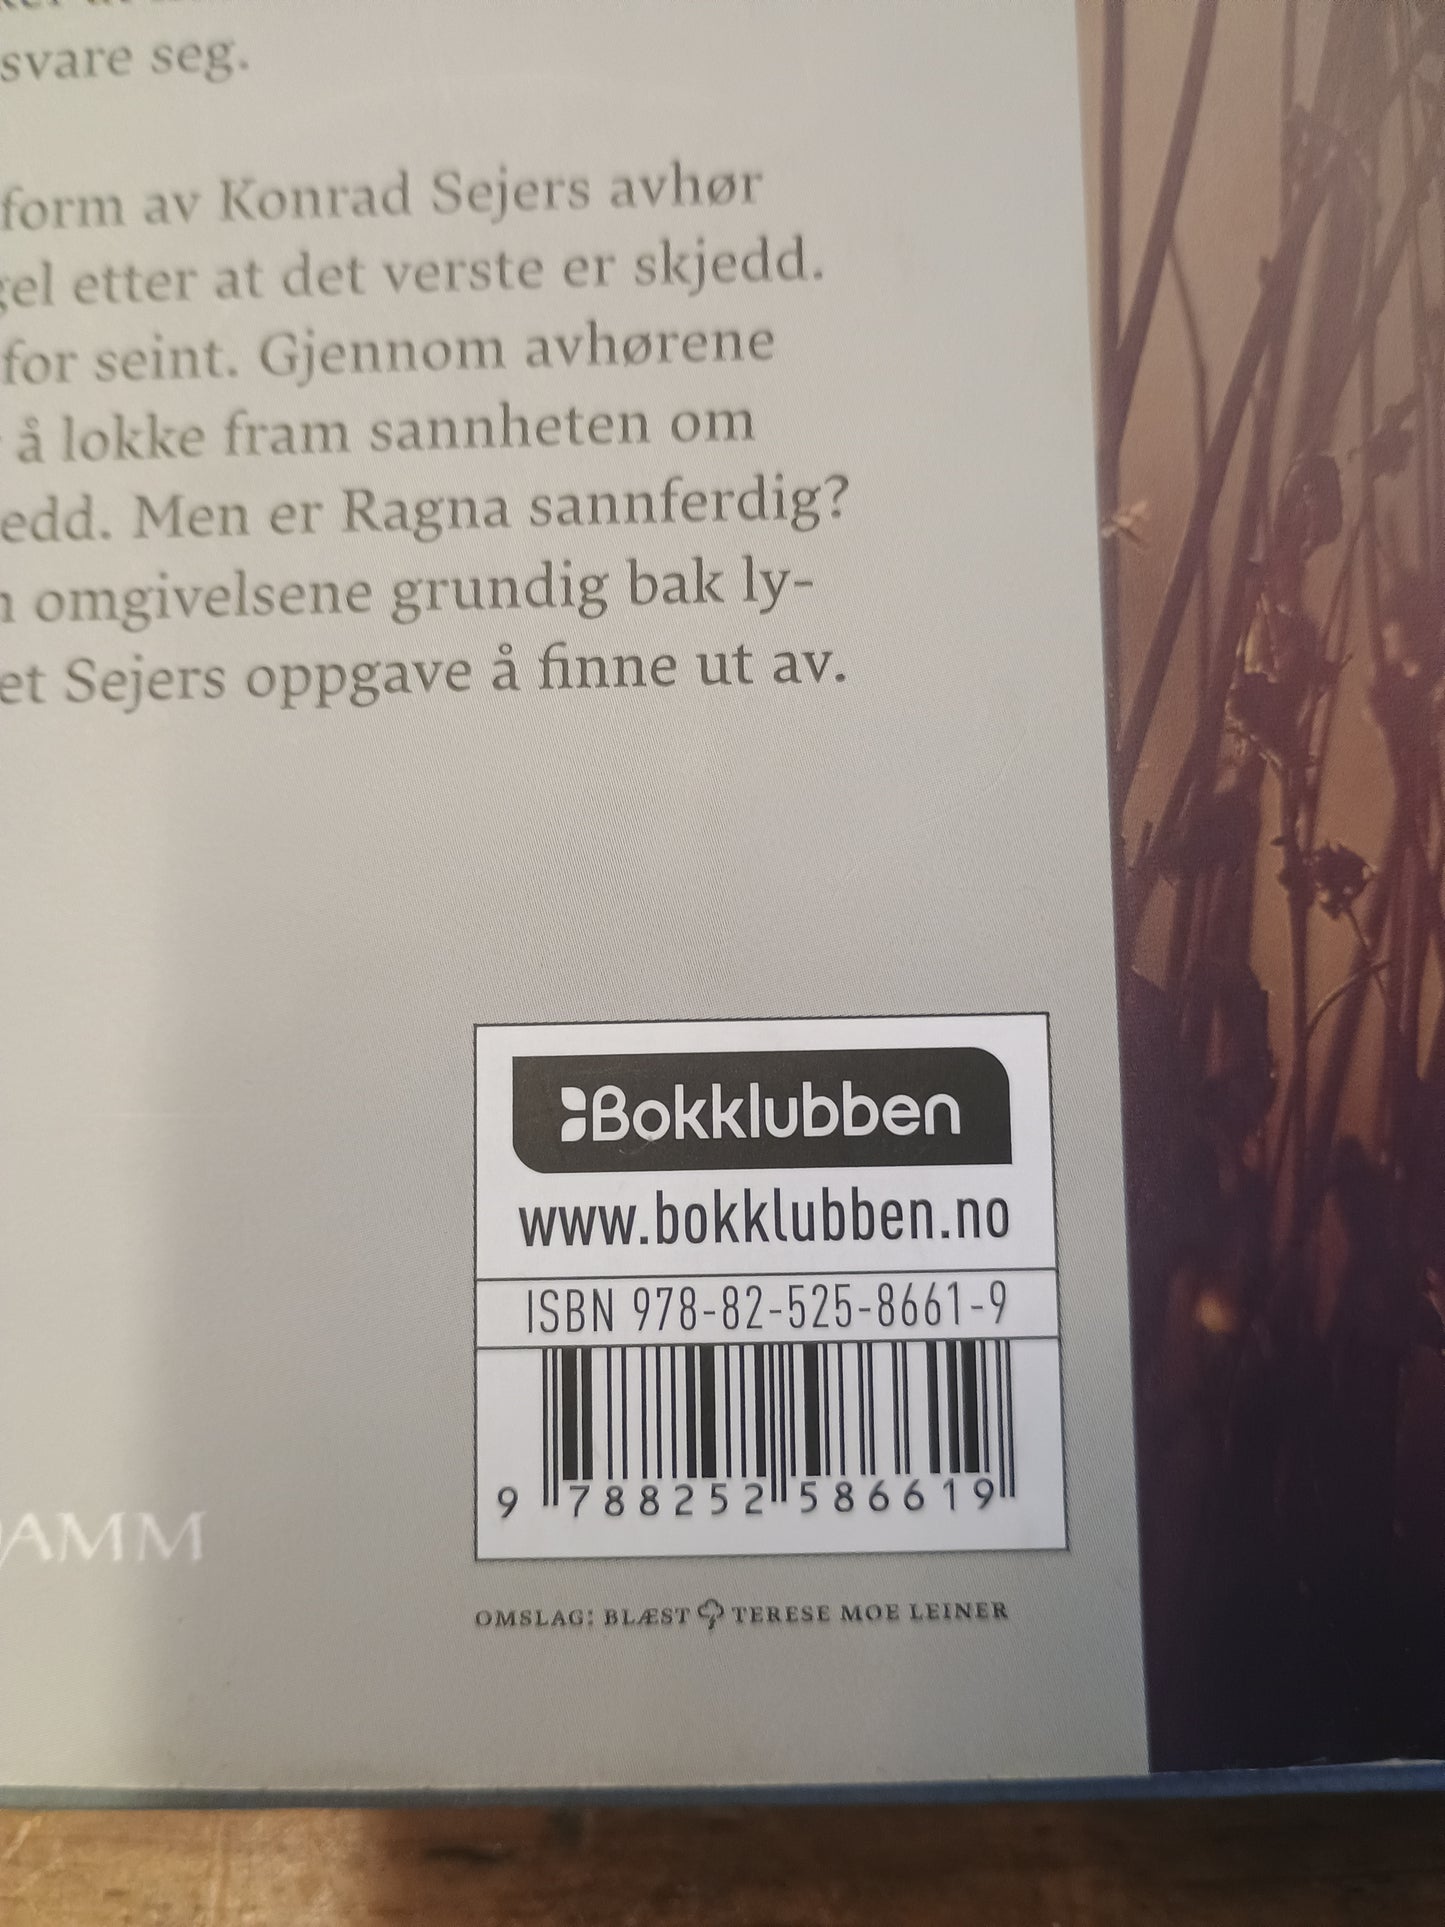 svare seg.
form av Konrad Sejers avhør
etter at det verste er skjedd.
for seint. Gjennom avhørene
å lokke fram sannheten om
edd. Men er Ragna sannferdig?
omgivelsene grundig bak ly-
et Sejers oppgave å finne ut av.
Bokklubben
www.bokklubben.no
ISBN 978-82-525-8661-9
9 788252 586619
AMM
OMSLAG: BLÆST TERESE MOE LEINER